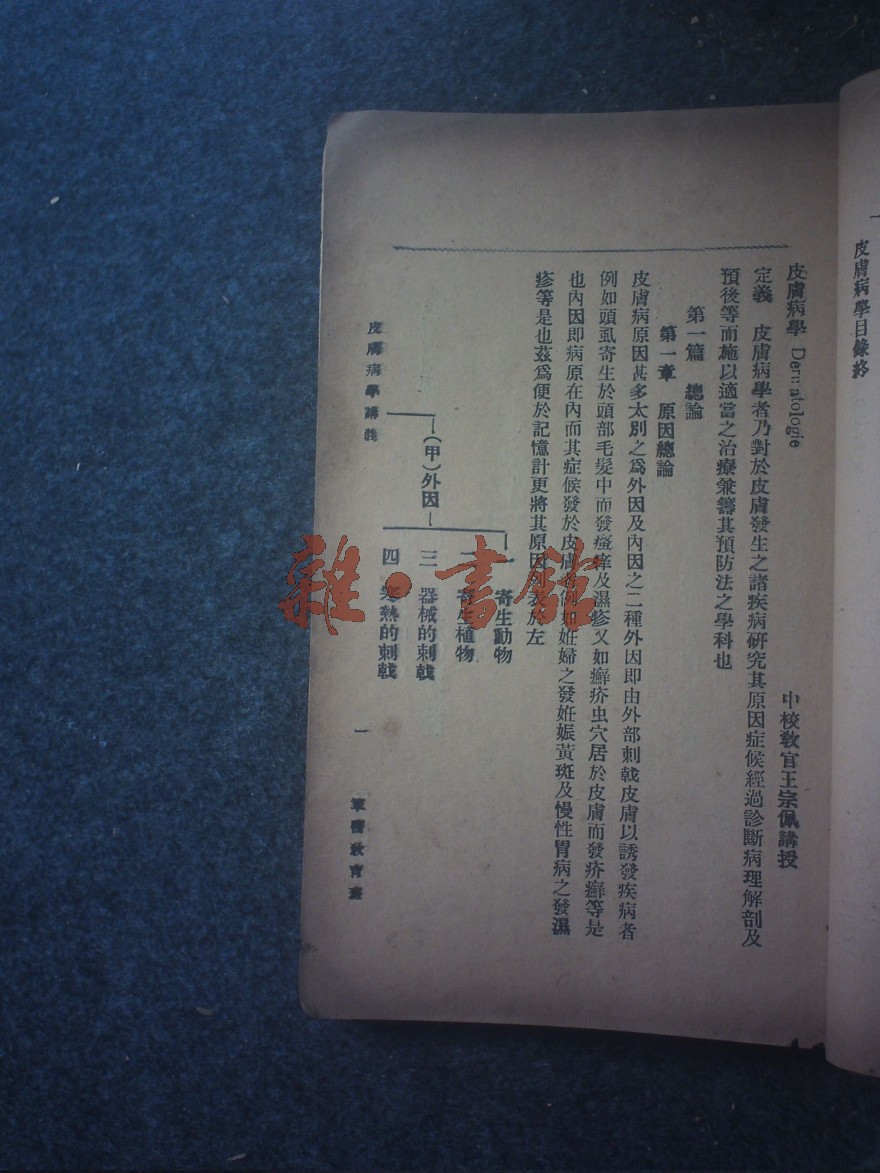 皮膚病學目錄終
皮膚病學 Dermatologie
中校教官王宗佩講授
定義 皮膚病學者乃對於皮膚發生之諸疾病研究其原因症候經過診斷病理解剖及
預後等而施以適當之治療兼籌其預防法之學科也
第一篇 總論
第一章 原因總論
皮膚病原因甚多太別之爲外因及內因之二種外因即由外部刺戟皮膚以誘發疾病者
例如頭虱寄生於頭部毛髮中而發瘙痒及濕疹又如癬疥虫穴居於皮膚而發疥癬等是
也內因即病原在內而其症候發於皮膚者例如妊婦之發妊娠黃斑及慢性胃病之發濕
疹等是也茲爲便於記憶計更將其原因列表於左
(甲)外因
一 寄生動物
二 寄生植物
三 器械的刺戟
四 寒熱的刺戟
皮膚病學講義
一
軍醫教育
雜·書館